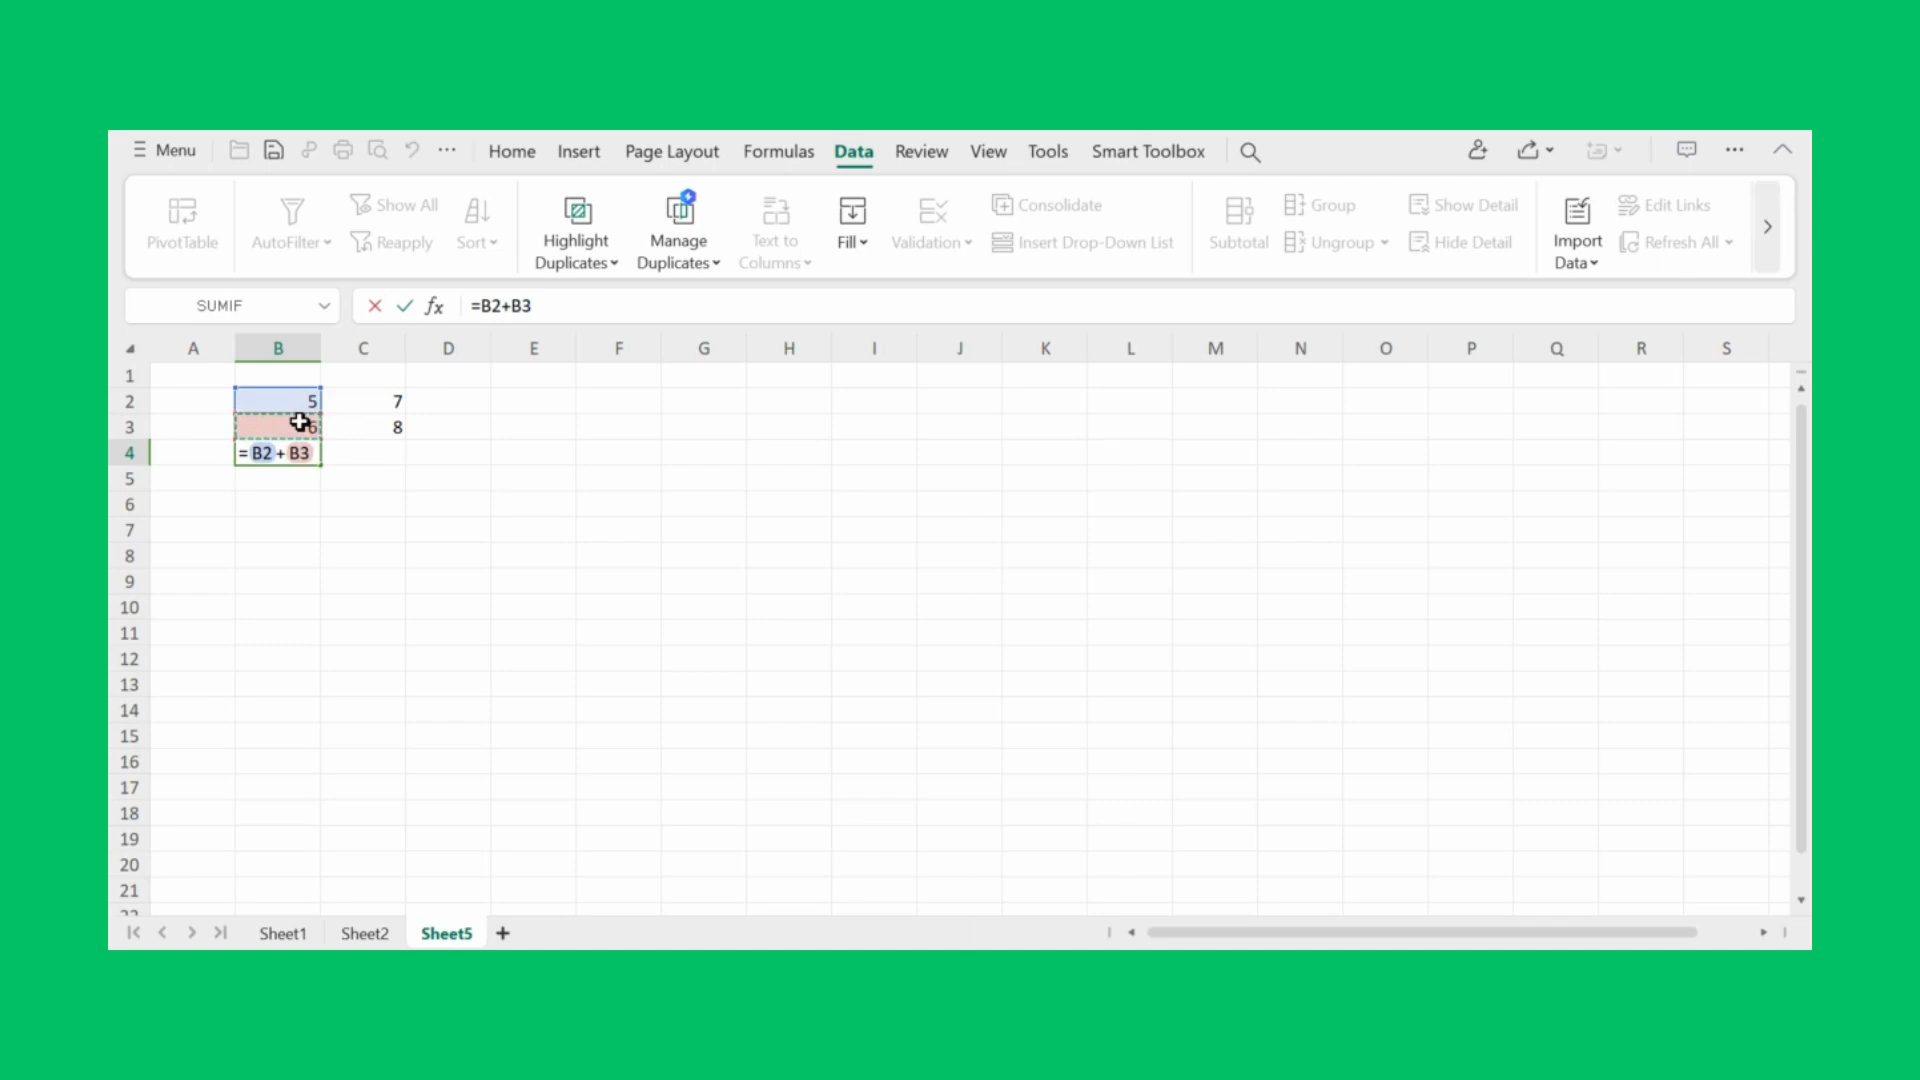 Menu Home Insert Page Layout Formulas Data Review View Tools Smart Toolbox
PivotTable
AutoFilter
Show All
Reapply
Sort
Highlight
Duplicates
Manage
Duplicates
Text to
Columns
Fill
Validation
Consolidate
Insert Drop-Down List
Subtotal
Group
Ungroup
Show Detail
Hide Detail
Import
Data
Edit Links
Refresh All
SUMIF fx =B2+B3
A B C D E F G H I J K L M N O P Q R S
1
2 5 7
3 6 8
4 =B2+B3
5
6
7
8
9
10
11
12
13
14
15
16
17
18
19
20
21
22
Sheet1 Sheet2 Sheet5 +